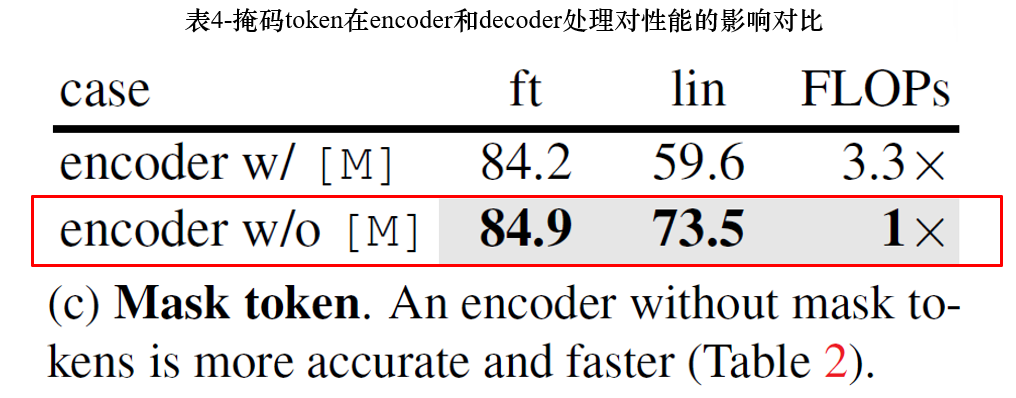 表4-掩码token在encoder和decoder处理对性能的影响对比
case ft lin FLOPs
encoder w/ [M] 84.2 59.6 3.3×
encoder w/o [M] 84.9 73.5 1×
(c) Mask token. An encoder without mask to-
kens is more accurate and faster (Table 2).